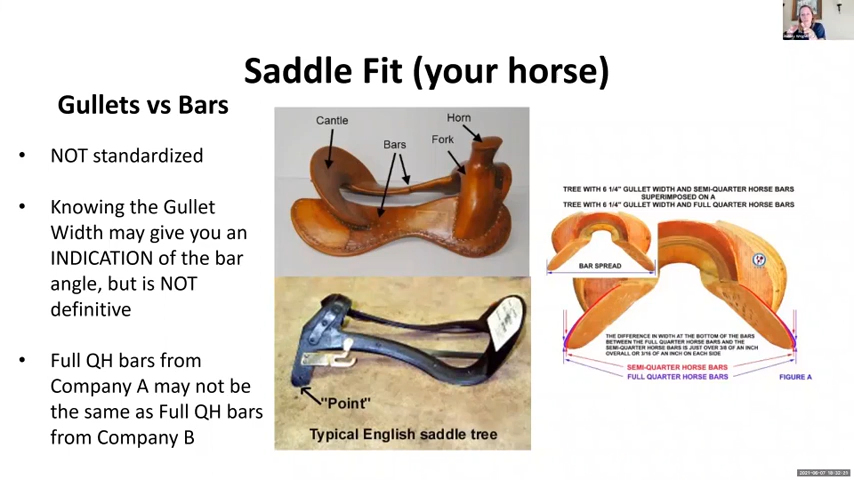 Saddle Fit (your horse)
Gullets vs Bars
• NOT standardized
• Knowing the Gullet
Width may give you an
INDICATION of the bar
angle, but is NOT
definitive
• Full QH bars from
Company A may not be
the same as Full QH bars
from Company B
Cantle
Bars
Fork
Horn
"Point"
Typical English saddle tree
TREE WITH 6 1/4" GULLET WIDTH AND SEMI-QUARTER HORSE BARS
SUPERIMPOSED ON A
TREE WITH 6 1/4" GULLET WIDTH AND FULL QUARTER HORSE BARS
BAR SPREAD
THE DIFFERENCE IN WIDTH AT THE BOTTOM OF THE BARS
BETWEEN THE FULL QUARTER HORSE BARS AND THE
SEMI-QUARTER HORSE BARS IS JUST OVER 3/8 OF AN INCH
OVERALL OR 3/16 OF AN INCH ON EACH SIDE
SEMI-QUARTER HORSE BARS
FULL QUARTER HORSE BARS
FIGURE A